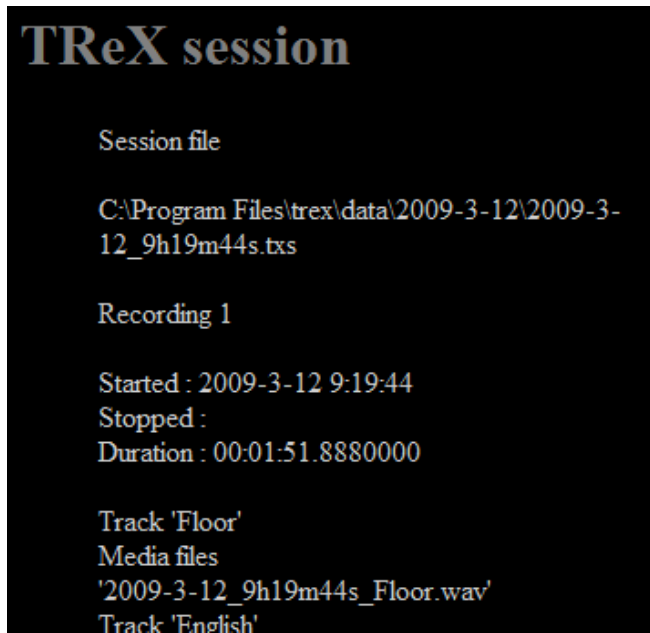 TReX session
Session file
C:\Program Files\trex\data\2009-3-12\2009-3-
12_9h19m44s.txs
Recording 1
Started : 2009-3-12 9:19:44
Stopped :
Duration : 00:01:51.8880000
Track 'Floor'
Media files
'2009-3-12_9h19m44s_Floor.wav'
Track 'English'